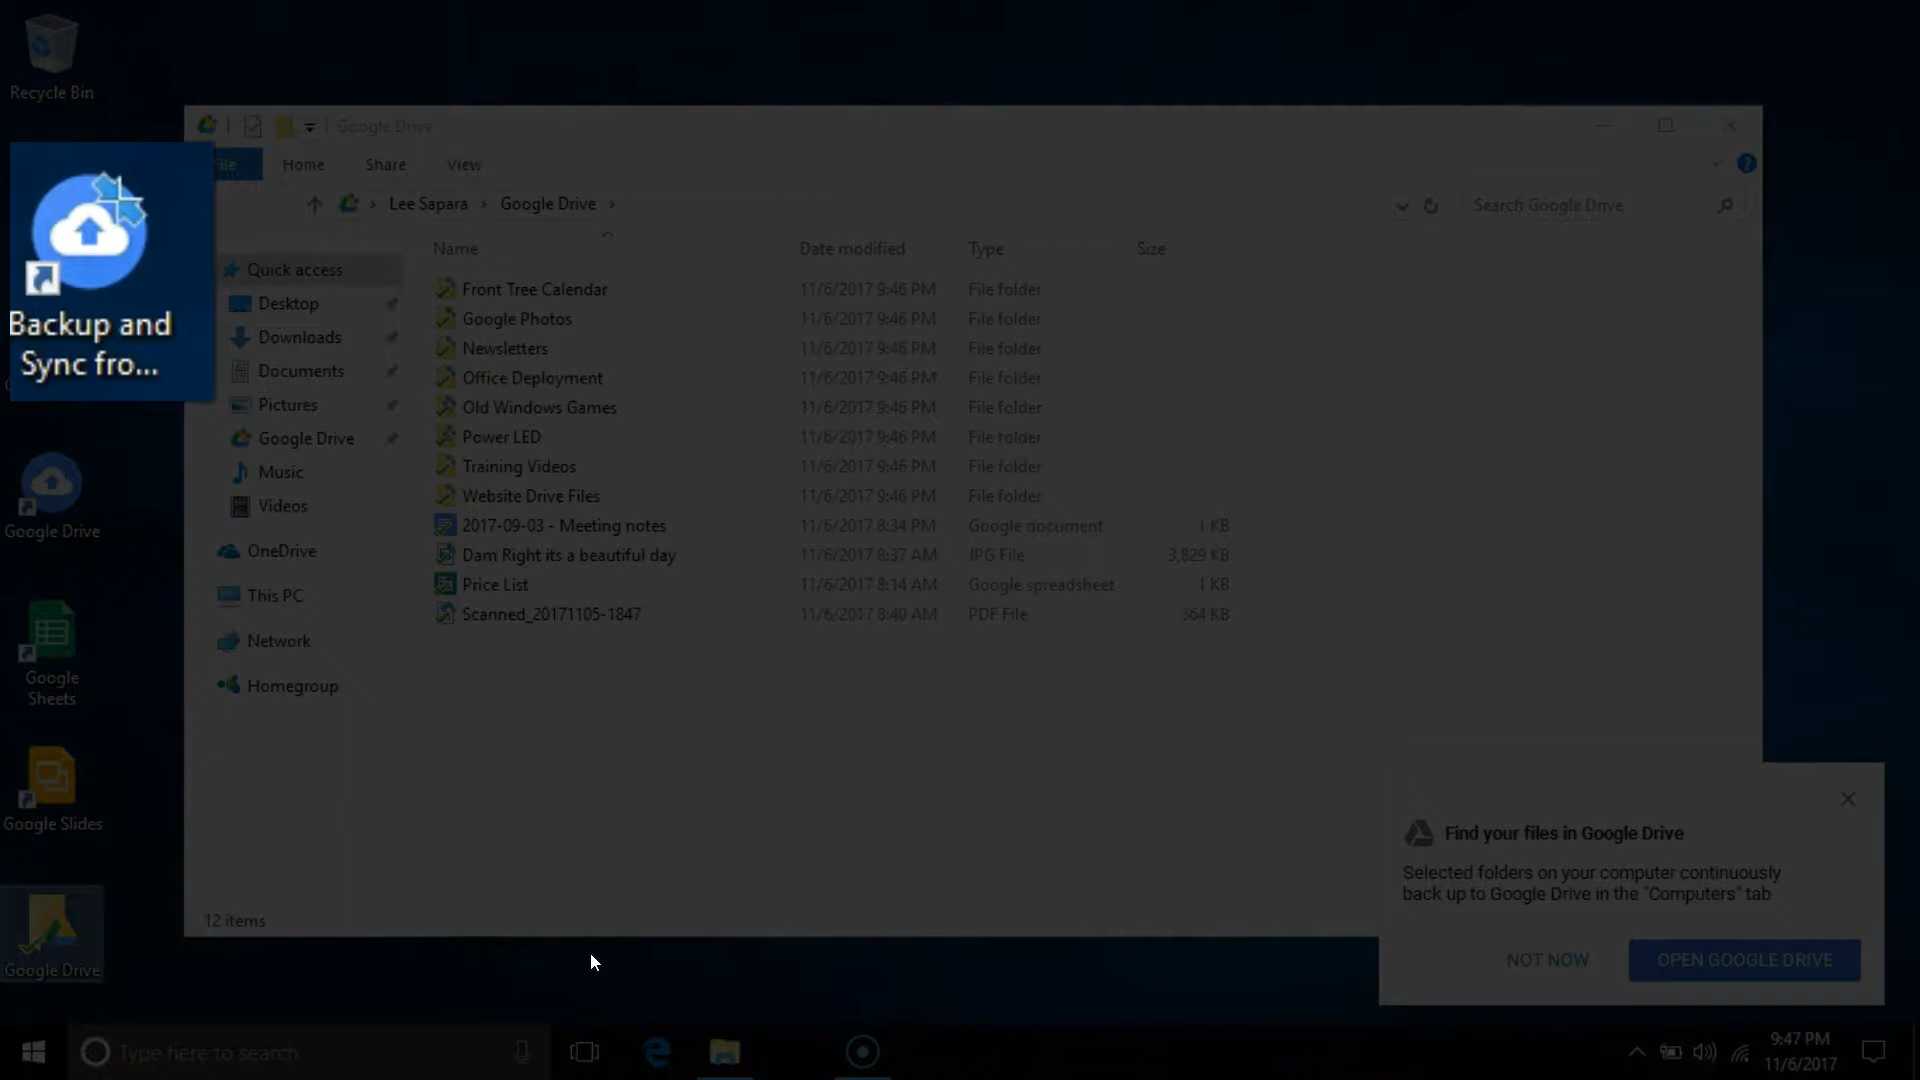 Recycle Bin
Backup and
Sync fro...
Google Drive
Google
Sheets
Google Slides
Google Drive
Google Drive
File
Home
Share
View
Lee Sapara
Google Drive
Search Google Drive
Quick access
Desktop
Downloads
Documents
Pictures
Google Drive
Music
Videos
OneDrive
This PC
Network
Homegroup
Name Date modified Type Size
Front Tree Calendar 11/6/2017 9:46 PM File folder
Google Photos 11/6/2017 9:46 PM File folder
Newsletters 11/6/2017 9:46 PM File folder
Office Deployment 11/6/2017 9:46 PM File folder
Old Windows Games 11/6/2017 9:46 PM File folder
Power LED 11/6/2017 9:46 PM File folder
Training Videos 11/6/2017 9:46 PM File folder
Website Drive Files 11/6/2017 9:46 PM File folder
2017-09-03 - Meeting notes 11/6/2017 8:34 PM Google document 1 KB
Dam Right its a beautiful day 11/6/2017 8:37 AM JPG File 3,829 KB
Price List 11/6/2017 8:14 AM Google spreadsheet 1 KB
Scanned_20171105-1847 11/6/2017 8:40 AM PDF File 364 KB
12 items
Find your files in Google Drive
Selected folders on your computer continuously
back up to Google Drive in the "Computers" tab
NOT NOW
OPEN GOOGLE DRIVE
Type here to search
9:47 PM
11/6/2017